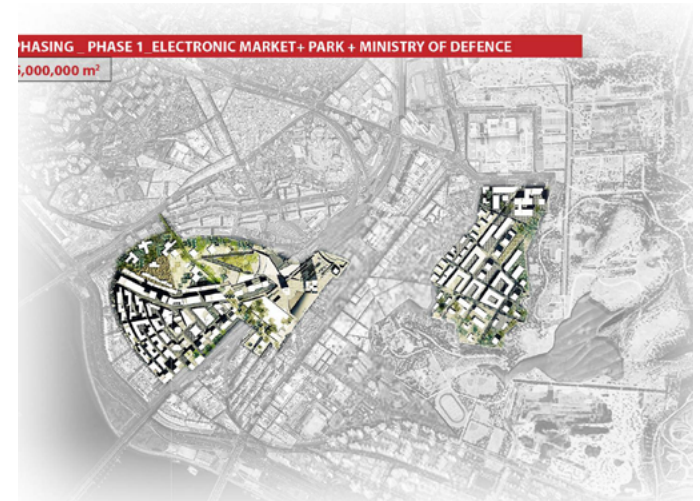 PHASING _ PHASE 1_ELECTRONIC MARKET+ PARK + MINISTRY OF DEFENCE
5,000,000 m²